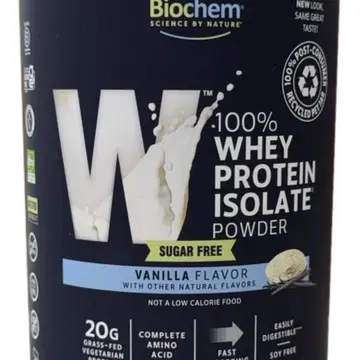 Biochem®
SCIENCE BY NATURE®
NEW LOOK,
SAME GREAT
TASTE!
100% POST-CONSUMER
RECYCLED PET JAR
W™
100%
WHEY
PROTEIN
ISOLATE
POWDER
SUGAR FREE
VANILLA FLAVOR
WITH OTHER NATURAL FLAVORS
NOT A LOW CALORIE FOOD
20G
GRASS-FED
VEGETARIAN
COMPLETE
AMINO
ACID
FAST
EASILY
DIGESTIBLE
SOY FREE